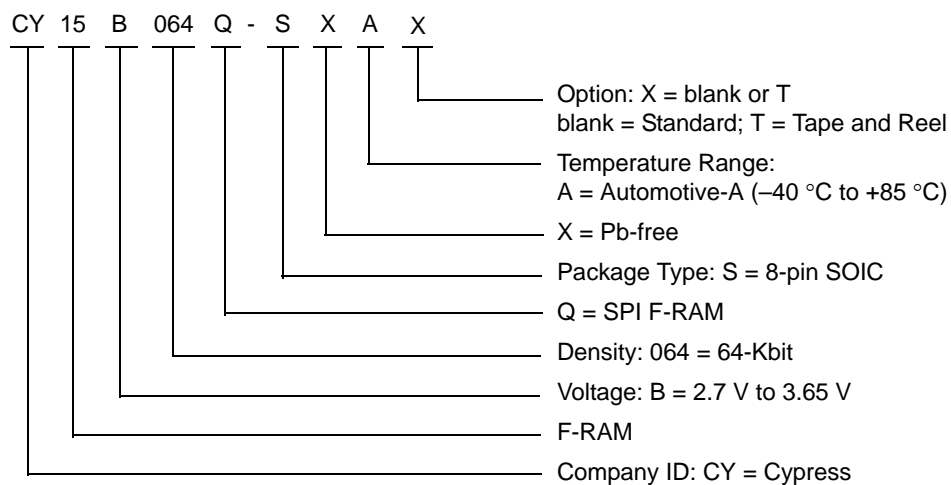 CY 15 B 064 Q - S X A X
Option: X = blank or T
blank = Standard; T = Tape and Reel
Temperature Range:
A = Automotive-A (–40 °C to +85 °C)
X = Pb-free
Package Type: S = 8-pin SOIC
Q = SPI F-RAM
Density: 064 = 64-Kbit
Voltage: B = 2.7 V to 3.65 V
F-RAM
Company ID: CY = Cypress